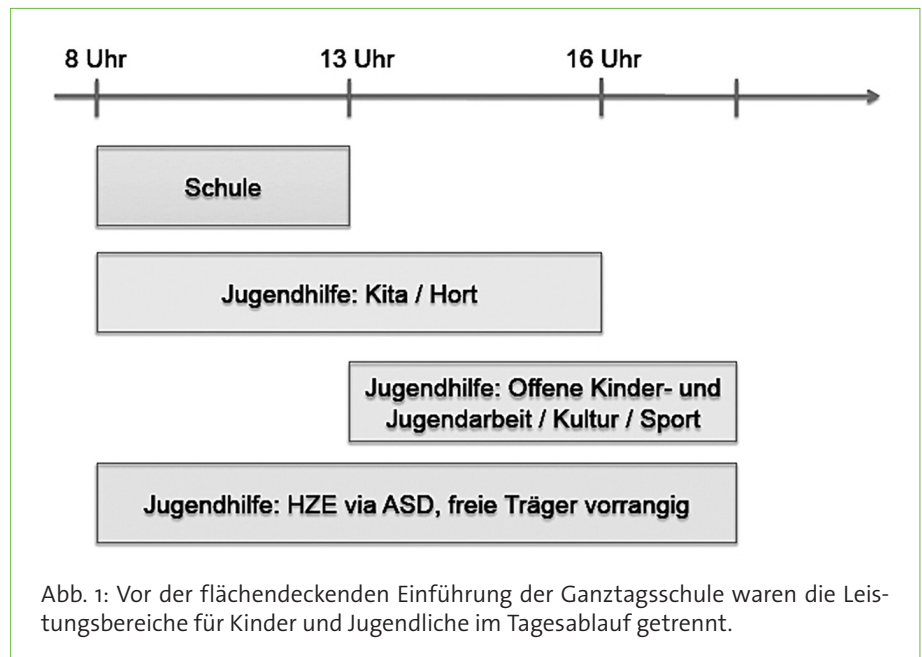 8 Uhr 13 Uhr 16 Uhr
Schule
Jugendhilfe: Kita / Hort
Jugendhilfe: Offene Kinder- und
Jugendarbeit / Kultur / Sport
Jugendhilfe: HZE via ASD, freie Träger vorrangig
Abb. 1: Vor der flächendeckenden Einführung der Ganztagsschule waren die Leis-
tungsbereiche für Kinder und Jugendliche im Tagesablauf getrennt.